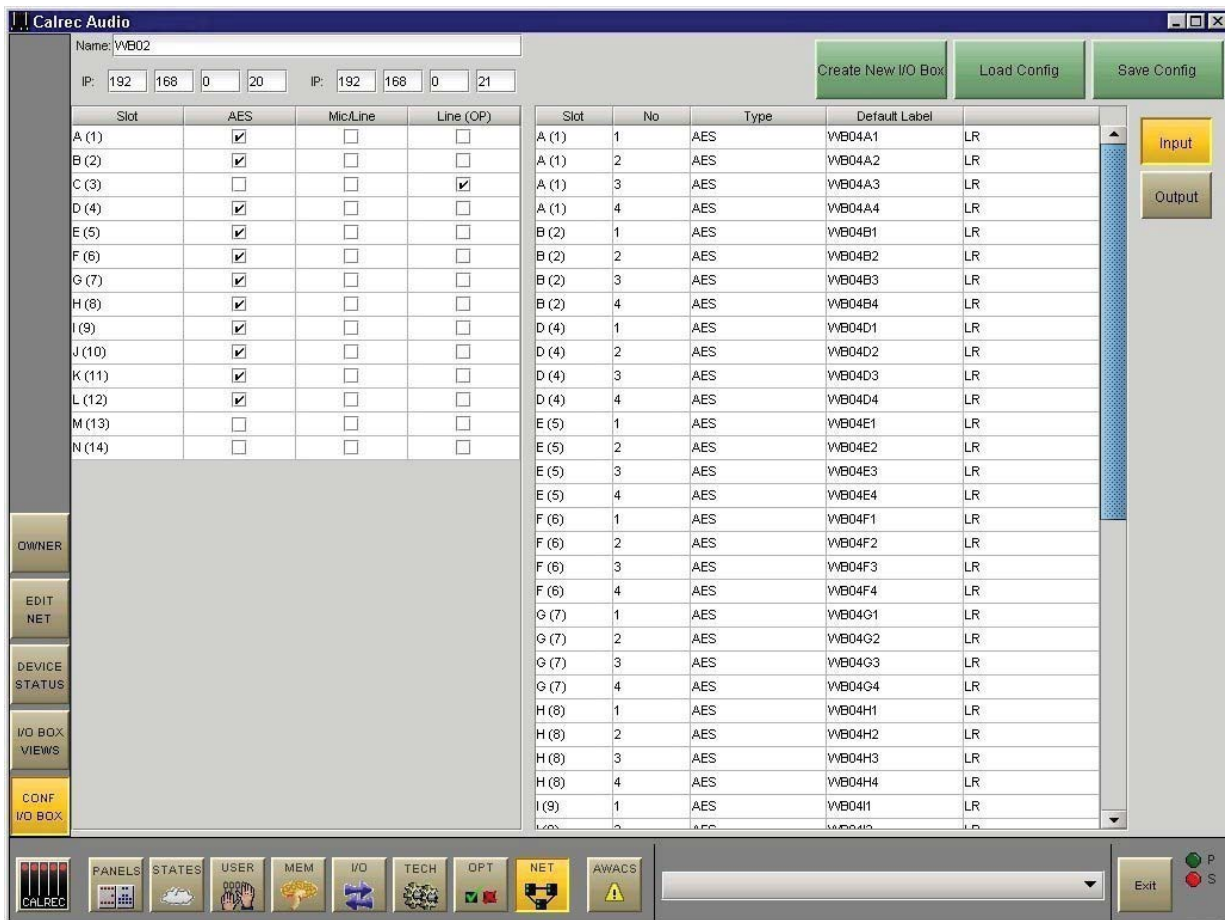 Calrec Audio
Name: WB02
IP: 192 168 0 20 IP: 192 168 0 21
Create New I/O Box
Load Config
Save Config
Slot AES Mic/Line Line (OP)
A (1)
B (2)
C (3)
D (4)
E (5)
F (6)
G (7)
H (8)
I (9)
J (10)
K (11)
L (12)
M (13)
N (14)
Slot No Type Default Label
A (1) 1 AES WB04A1 LR
A (1) 2 AES WB04A2 LR
A (1) 3 AES WB04A3 LR
A (1) 4 AES WB04A4 LR
B (2) 1 AES WB04B1 LR
B (2) 2 AES WB04B2 LR
B (2) 3 AES WB04B3 LR
B (2) 4 AES WB04B4 LR
D (4) 1 AES WB04D1 LR
D (4) 2 AES WB04D2 LR
D (4) 3 AES WB04D3 LR
D (4) 4 AES WB04D4 LR
E (5) 1 AES WB04E1 LR
E (5) 2 AES WB04E2 LR
E (5) 3 AES WB04E3 LR
E (5) 4 AES WB04E4 LR
F (6) 1 AES WB04F1 LR
F (6) 2 AES WB04F2 LR
F (6) 3 AES WB04F3 LR
F (6) 4 AES WB04F4 LR
G (7) 1 AES WB04G1 LR
G (7) 2 AES WB04G2 LR
G (7) 3 AES WB04G3 LR
G (7) 4 AES WB04G4 LR
H (8) 1 AES WB04H1 LR
H (8) 2 AES WB04H2 LR
H (8) 3 AES WB04H3 LR
H (8) 4 AES WB04H4 LR
I (9) 1 AES WB04I1 LR
Input
Output
OWNER
EDIT
NET
DEVICE
STATUS
I/O BOX
VIEWS
CONF
I/O BOX
CALREC
PANELS
STATES
USER
MEM
I/O
TECH
OPT
NET
AWACS
Exit
P
S